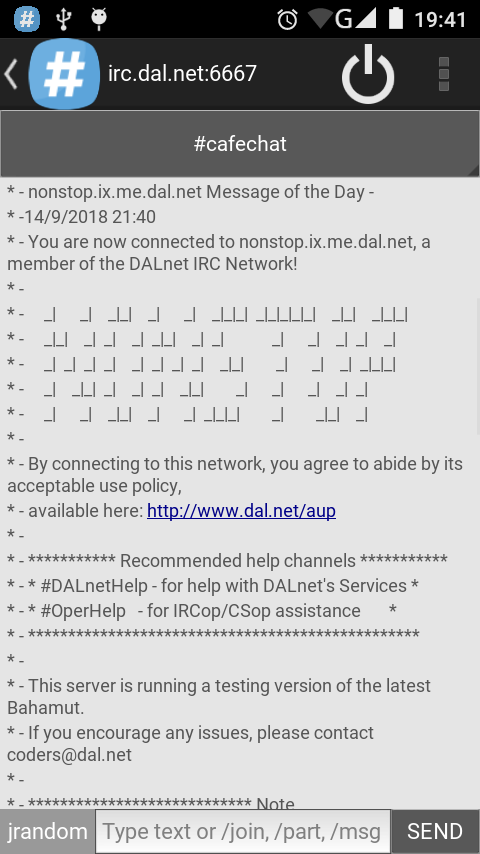 G 19:41
# irc.dal.net:6667
#cafechat
* - nonstop.ix.me.dal.net Message of the Day -
* -14/9/2018 21:40
* - You are now connected to nonstop.ix.me.dal.net, a
member of the DALnet IRC Network!
* -
* -    _|      _|    _|_|    _|      _|    _|_|_|  _|_|_|_|_|    _|_|    _|_|_|
* -    _|_|    _|  _|    _|  _|_|    _|  _|            _|      _|    _|  _|    _|
* -    _|  _|  _|  _|    _|  _|  _|  _|    _|_|        _|      _|    _|  _|_|_|
* -    _|    _|_|  _|    _|  _|    _|_|        _|      _|      _|    _|  _|
* -    _|      _|    _|_|    _|      _|  _|_|_|        _|        _|_|    _|
* -
* - By connecting to this network, you agree to abide by its
acceptable use policy,
* - available here: http://www.dal.net/aup
* -
* - *********** Recommended help channels ***********
* - * #DALnetHelp - for help with DALnet's Services *
* - * #OperHelp   - for IRCop/CSop assistance      *
* - *************************************************
* -
* - This server is running a testing version of the latest
Bahamut.
* - If you encourage any issues, please contact
coders@dal.net
* -
* - **************************** Note
jrandom Type text or /join, /part, /msg SEND